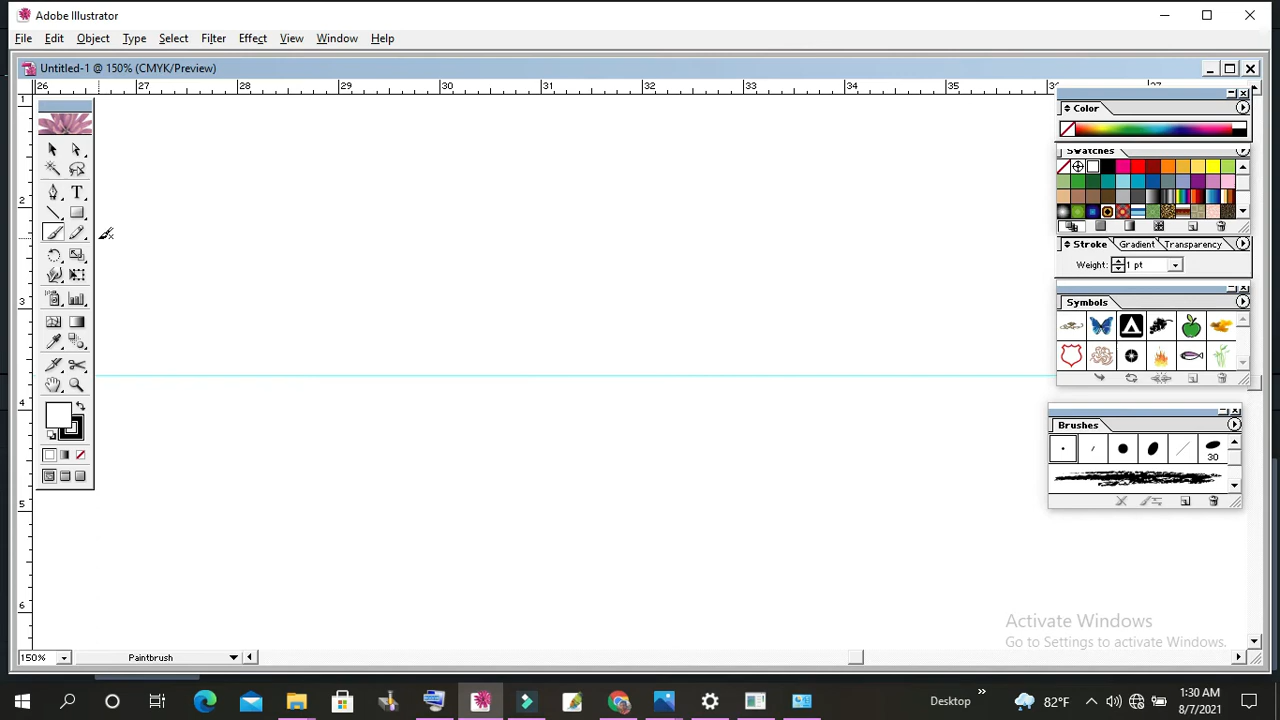 Adobe Illustrator
File Edit Object Type Select Filter Effect View Window Help
Untitled-1 @ 150% (CMYK/Preview)
26 27 28 29 30 31 32 33 34 35
1
2
3
4
5
6
T
Color
Swatches
Stroke Gradient Transparency
Weight: 1 pt
Symbols
Brushes
30
Activate Windows
Go to Settings to activate Windows.
150% Paintbrush
Desktop » 82°F 1:30 AM
8/7/2021